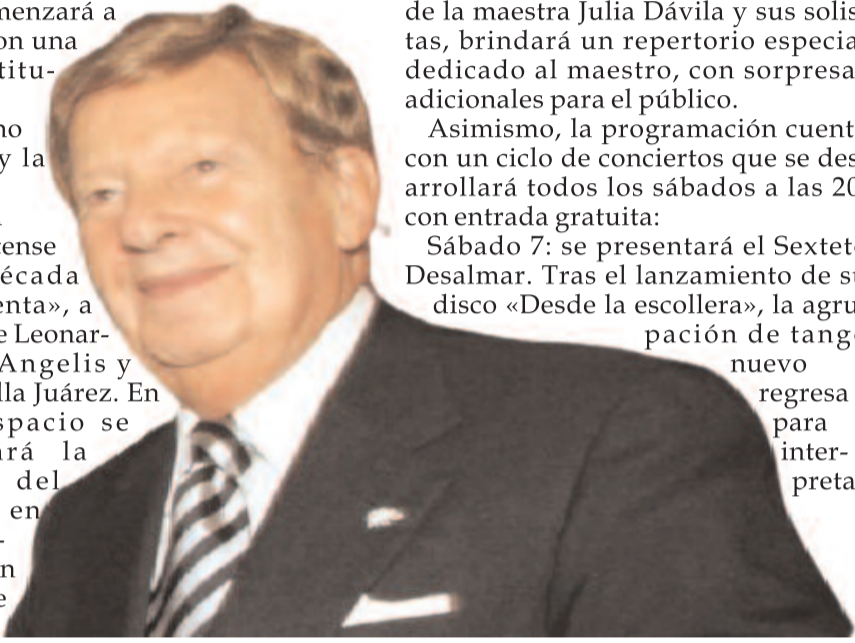 menzará a
on una
titu-
no
y la
tense
écada
enta», a
e Leonar-
Angelis y
lla Juárez. En
spacio se
ará la
del
en
-
n
e
de la maestra Julia Dávila y sus solis
tas, brindará un repertorio especia
dedicado al maestro, con sorpresa
adicionales para el público.
Asimismo, la programación cuent
con un ciclo de conciertos que se des
arrollará todos los sábados a las 20
con entrada gratuita:
Sábado 7: se presentará el Sextet
Desalmar. Tras el lanzamiento de s
disco «Desde la escollera», la agru
pación de tang
nuevo
regresa
para
inter-
preta